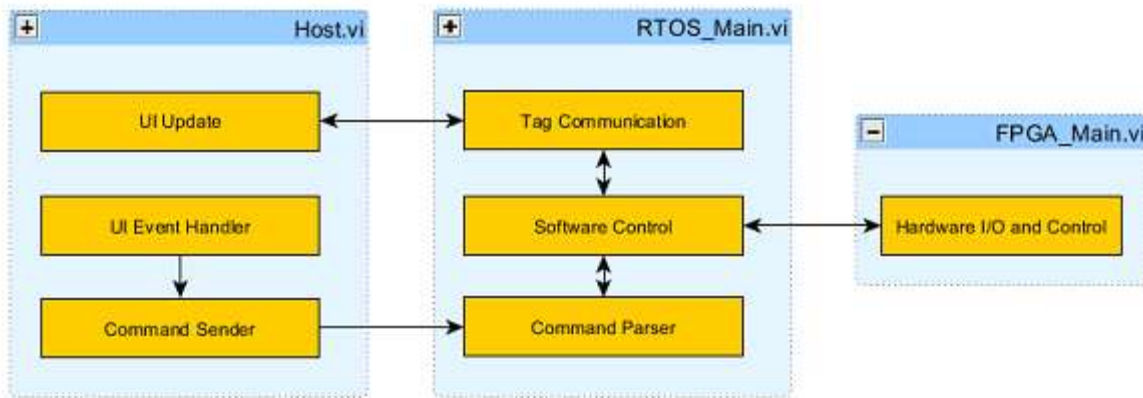 Host.vi
UI Update
UI Event Handler
Command Sender
RTOS_Main.vi
Tag Communication
Software Control
Command Parser
FPGA_Main.vi
Hardware I/O and Control